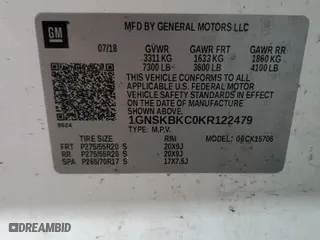 GM
MFD BY GENERAL MOTORS LLC
07/18 GVWR GAWR FRT GAWR RR
3311 KG 1633 KG 1860 KG
7300 LB 3600 LB 4100 LB
THIS VEHICLE CONFORMS TO ALL
APPLICABLE U.S. FEDERAL MOTOR
VEHICLE SAFETY STANDARDS IN
EFFECT ON THE DATE OF MANUFACTURE
SHOWN ABOVE.
1GNSKBKC0KR122479
TYPE: M.P.V.
MODEL:
TIRE SIZE RIM
FRT P275/55R20 S 20X9J
RR P275/55R20 S 20X9J
SPA P265/70R17 S 17X7.5J